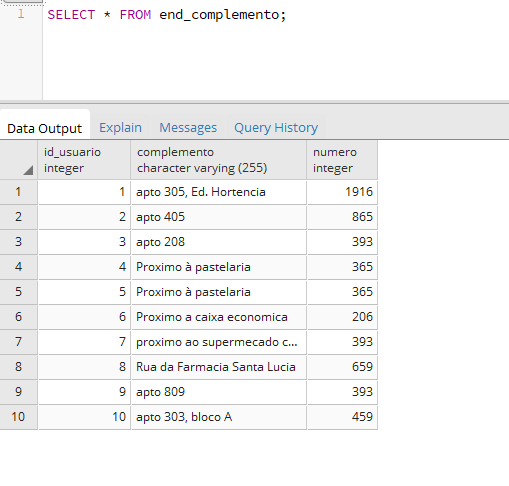 1 SELECT * FROM end_complemento;
Data Output Explain Messages Query History
id_usuario complemento numero
integer character varying (255) integer
1 1 apto 305, Ed. Hortencia 1916
2 2 apto 405 865
3 3 apto 208 393
4 4 Proximo à pastelaria 365
5 5 Proximo à pastelaria 365
6 6 Proximo a caixa economica 206
7 7 proximo ao supermecado c... 393
8 8 Rua da Farmacia Santa Lucia 659
9 9 apto 809 393
10 10 apto 303, bloco A 459